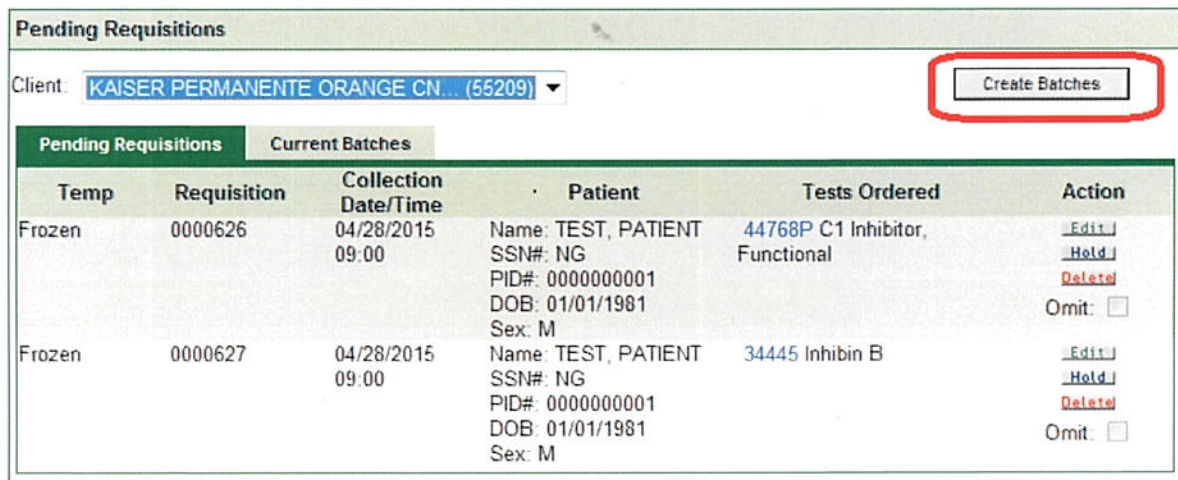 Pending Requisitions
Client: KAISER PERMANENTE ORANGE CN... (55209)
Create Batches
Pending Requisitions Current Batches
Temp Requisition Collection Date/Time Patient Tests Ordered Action
Frozen 0000626 04/28/2015 Name: TEST, PATIENT 44768P C1 Inhibitor, Edit
09:00 SSN#: NG Functional Hold
PID#: 0000000001 Delete
DOB: 01/01/1981 Omit:
Sex: M
Frozen 0000627 04/28/2015 Name: TEST, PATIENT 34445 Inhibin B Edit
09:00 SSN#: NG Hold
PID#: 0000000001 Delete
DOB: 01/01/1981 Omit:
Sex: M